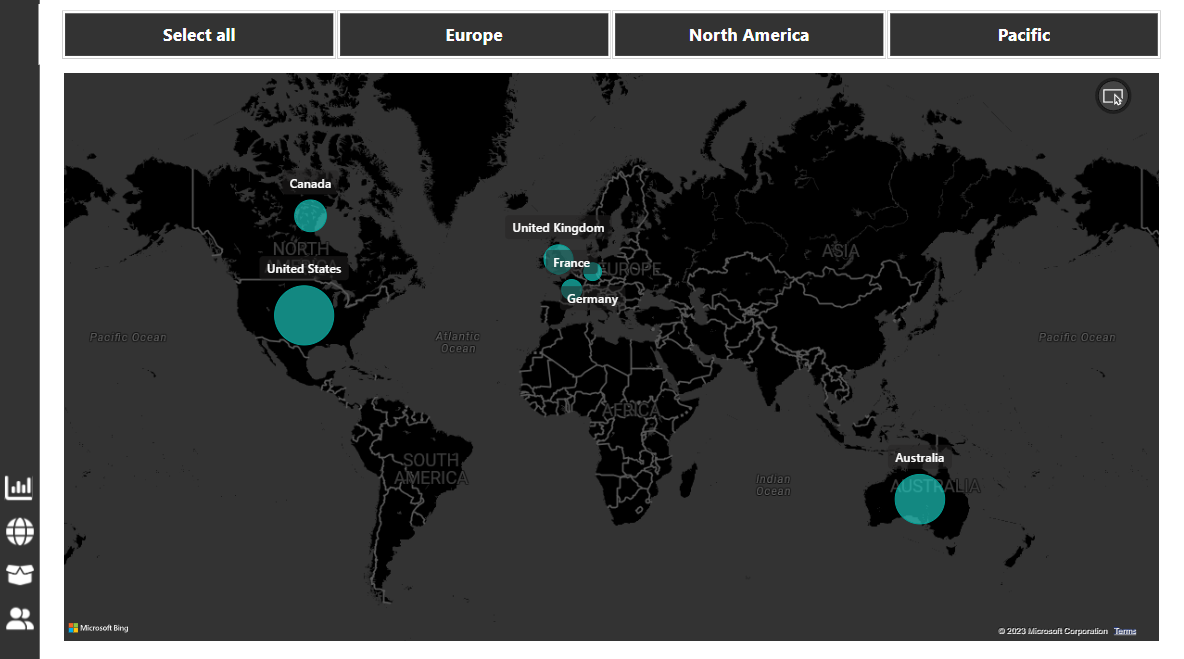 Select all
Europe
North America
Pacific
Canada
United Kingdom
NORTH
United States
France
EUROPE
ASIA
Germany
Pacific Ocean
Atlantic
Ocean
Pacific Ocean
AFRICA
SOUTH
AMERICA
Australia
Indian
Ocean
AUSTRALIA
Microsoft Bing
© 2023 Microsoft Corporation Terms